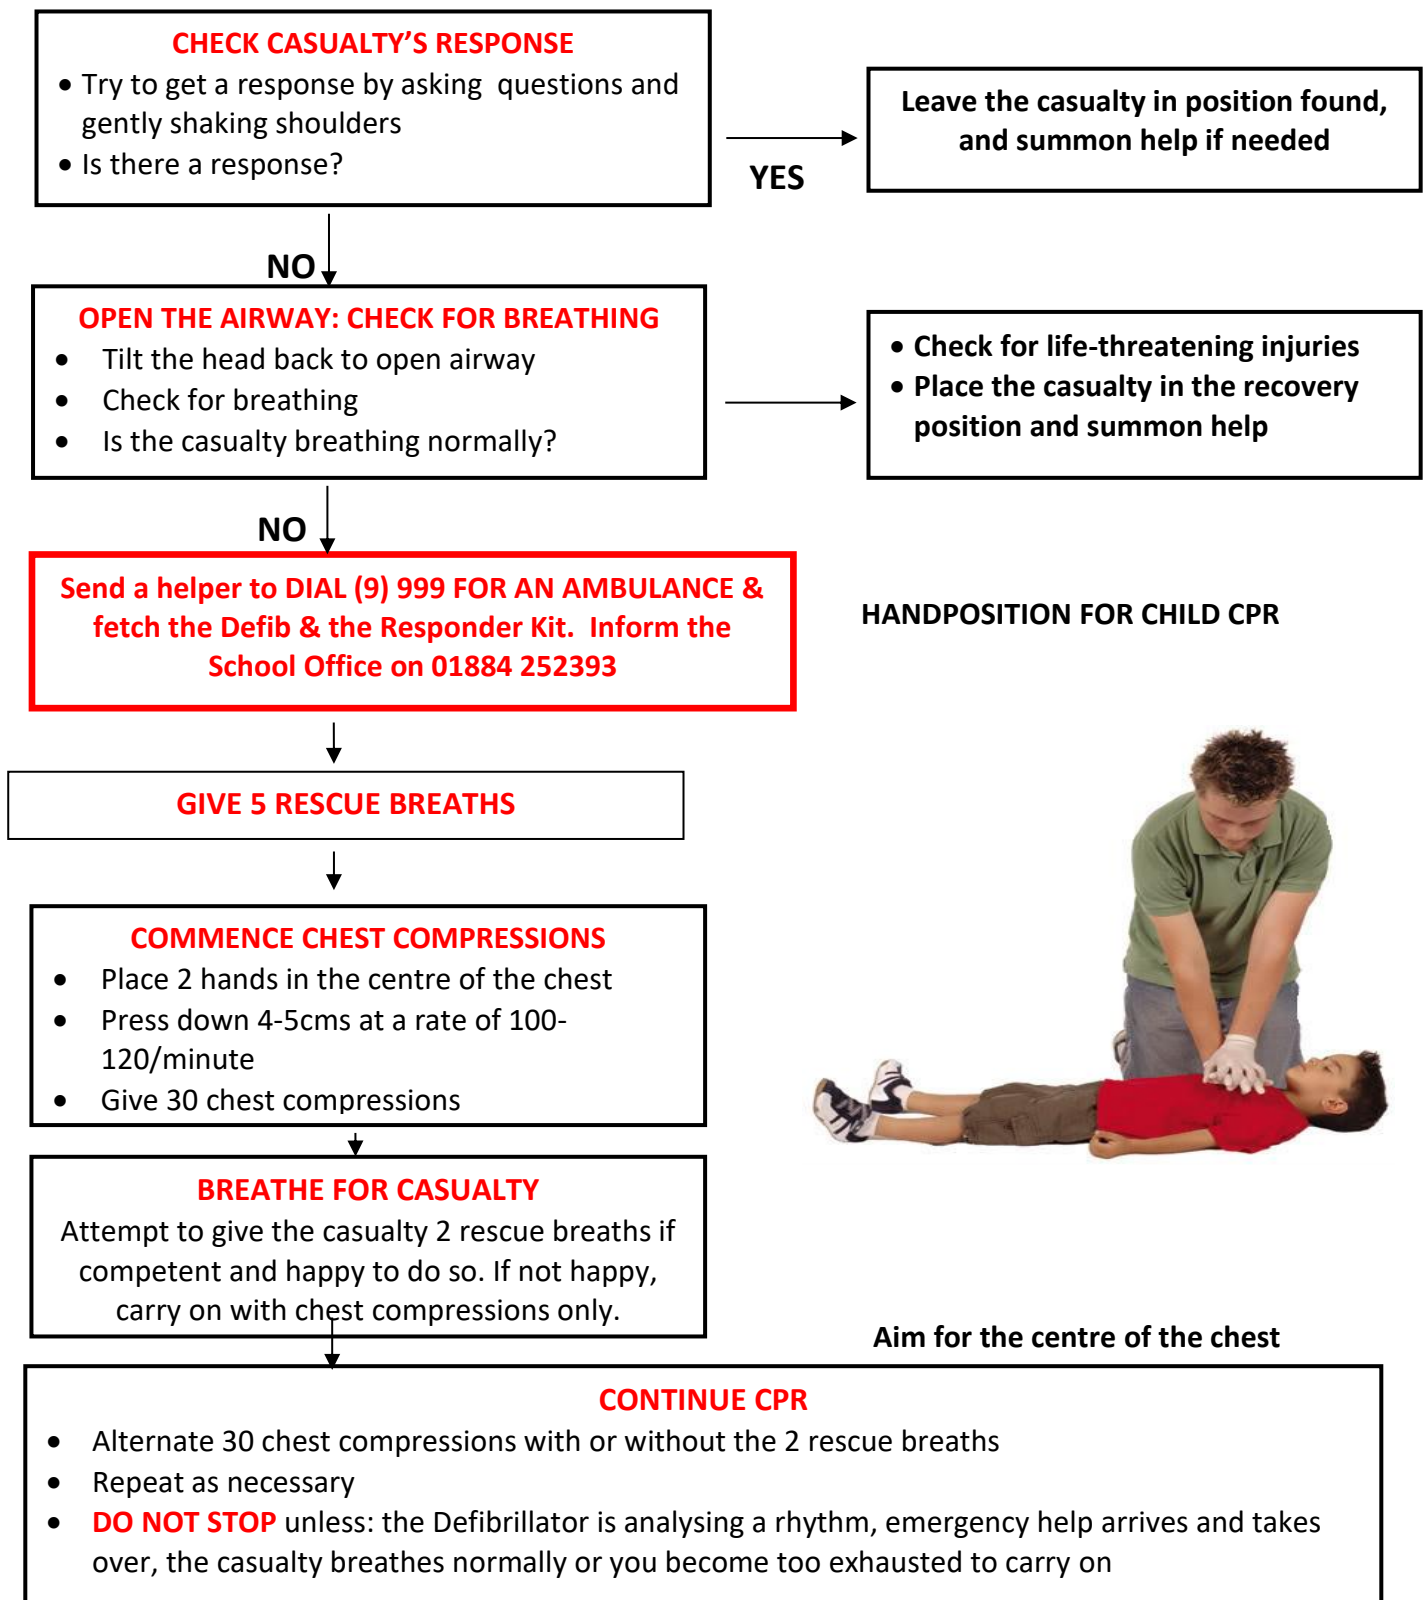 CHECK CASUALTY’S RESPONSE
• Try to get a response by asking  questions and
gently shaking shoulders
• Is there a response?
YES
Leave the casualty in position found,
and summon help if needed
NO
OPEN THE AIRWAY: CHECK FOR BREATHING
• Tilt the head back to open airway
• Check for breathing
• Is the casualty breathing normally?
• Check for life-threatening injuries
• Place the casualty in the recovery
position and summon help
NO
Send a helper to DIAL (9) 999 FOR AN AMBULANCE &
fetch the Defib & the Responder Kit.  Inform the
School Office on 01884 252393
HANDPOSITION FOR CHILD CPR
GIVE 5 RESCUE BREATHS
COMMENCE CHEST COMPRESSIONS
• Place 2 hands in the centre of the chest
• Press down 4-5cms at a rate of 100-
120/minute
• Give 30 chest compressions
BREATHE FOR CASUALTY
Attempt to give the casualty 2 rescue breaths if
competent and happy to do so. If not happy,
carry on with chest compressions only.
Aim for the centre of the chest
CONTINUE CPR
• Alternate 30 chest compressions with or without the 2 rescue breaths
• Repeat as necessary
• DO NOT STOP unless: the Defibrillator is analysing a rhythm, emergency help arrives and takes
over, the casualty breathes normally or you become too exhausted to carry on